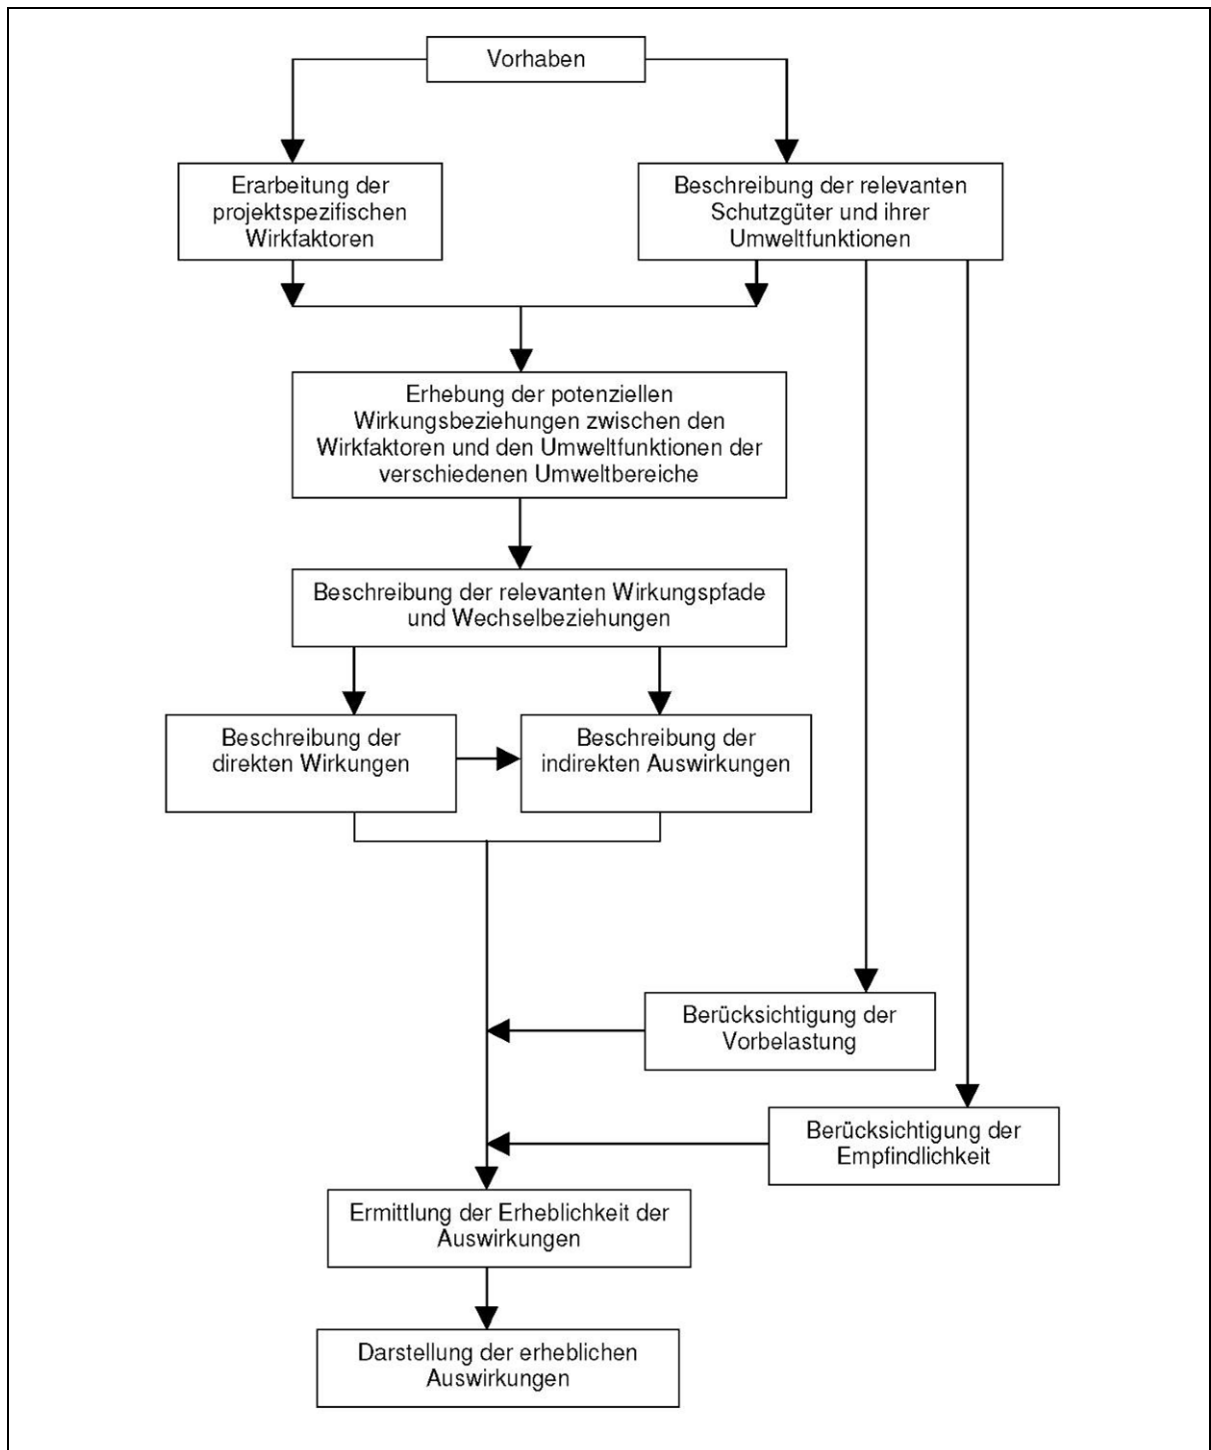 Vorhaben
Erarbeitung der
projektspezifischen
Wirkfaktoren
Beschreibung der relevanten
Schutzgüter und ihrer
Umweltfunktionen
Erhebung der potenziellen
Wirkungsbeziehungen zwischen den
Wirkfaktoren und den Umweltfunktionen der
verschiedenen Umweltbereiche
Beschreibung der relevanten Wirkungspfade
und Wechselbeziehungen
Beschreibung der
direkten Wirkungen
Beschreibung der
indirekten Auswirkungen
Berücksichtigung der
Vorbelastung
Berücksichtigung der
Empfindlichkeit
Ermittlung der Erheblichkeit der
Auswirkungen
Darstellung der erheblichen
Auswirkungen